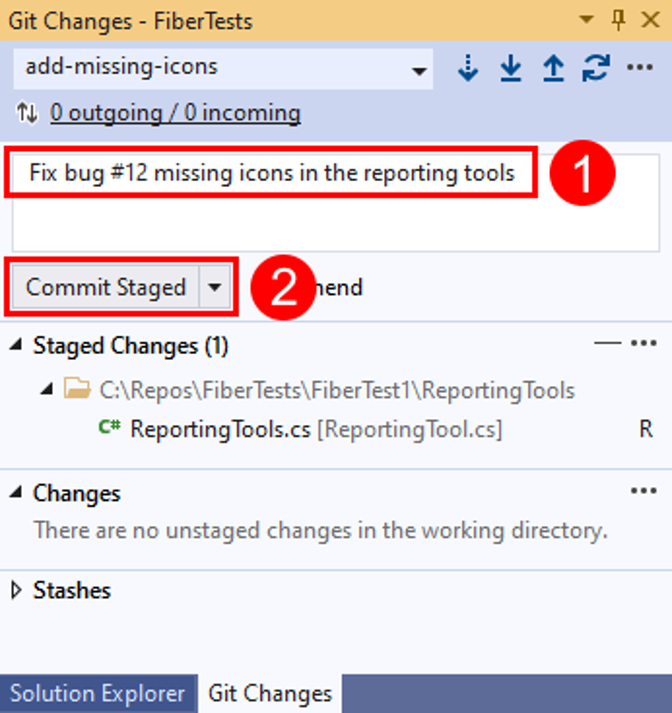 Git Changes - FiberTests
add-missing-icons
0 outgoing / 0 incoming
Fix bug #12 missing icons in the reporting tools
1
Commit Staged
2
Staged Changes (1)
C:\Repos\FiberTests\FiberTest1\ReportingTools
C# ReportingTools.cs [ReportingTool.cs] R
Changes
There are no unstaged changes in the working directory.
Stashes
Solution Explorer Git Changes